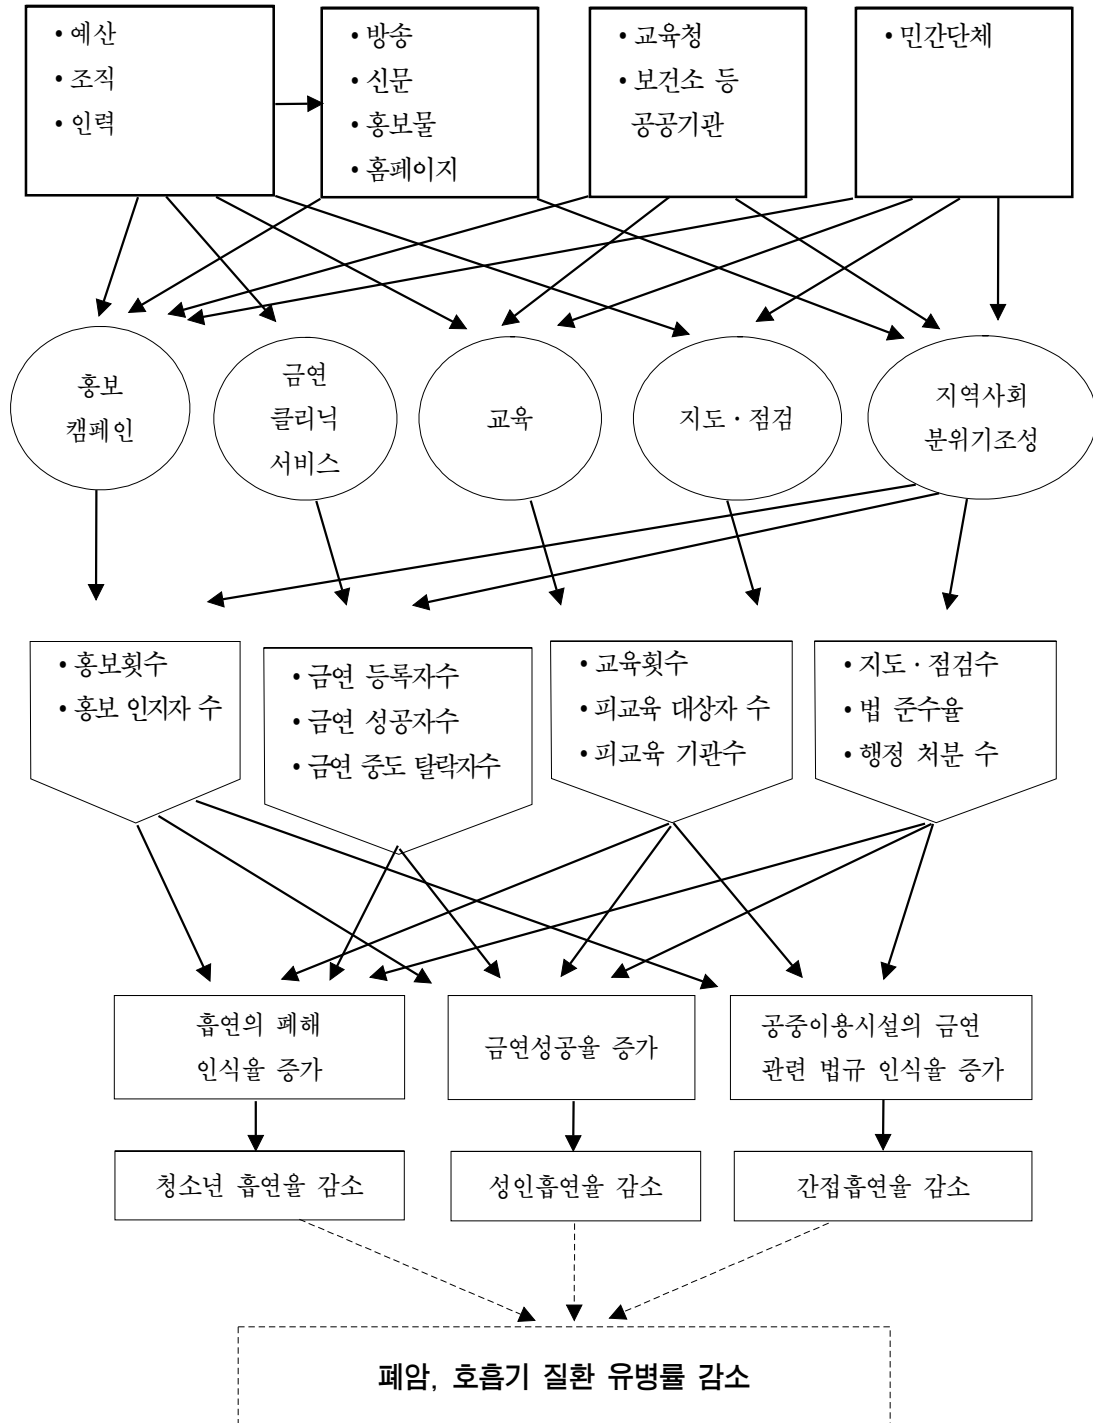 • 예산
• 조직
• 인력
• 방송
• 신문
• 홍보물
• 홈페이지
• 교육청
• 보건소 등
공공기관
• 민간단체
홍보
캠페인
금연
클리닉
서비스
교육
지도 · 점검
지역사회
분위기조성
• 홍보횟수
• 홍보 인지자 수
• 금연 등록자수
• 금연 성공자수
• 금연 중도 탈락자수
• 교육횟수
• 피교육 대상자 수
• 피교육 기관수
• 지도 · 점검수
• 법 준수율
• 행정 처분 수
흡연의 폐해
인식율 증가
금연성공율 증가
공중이용시설의 금연
관련 법규 인식율 증가
청소년 흡연율 감소
성인흡연율 감소
간접흡연율 감소
폐암, 호흡기 질환 유병률 감소